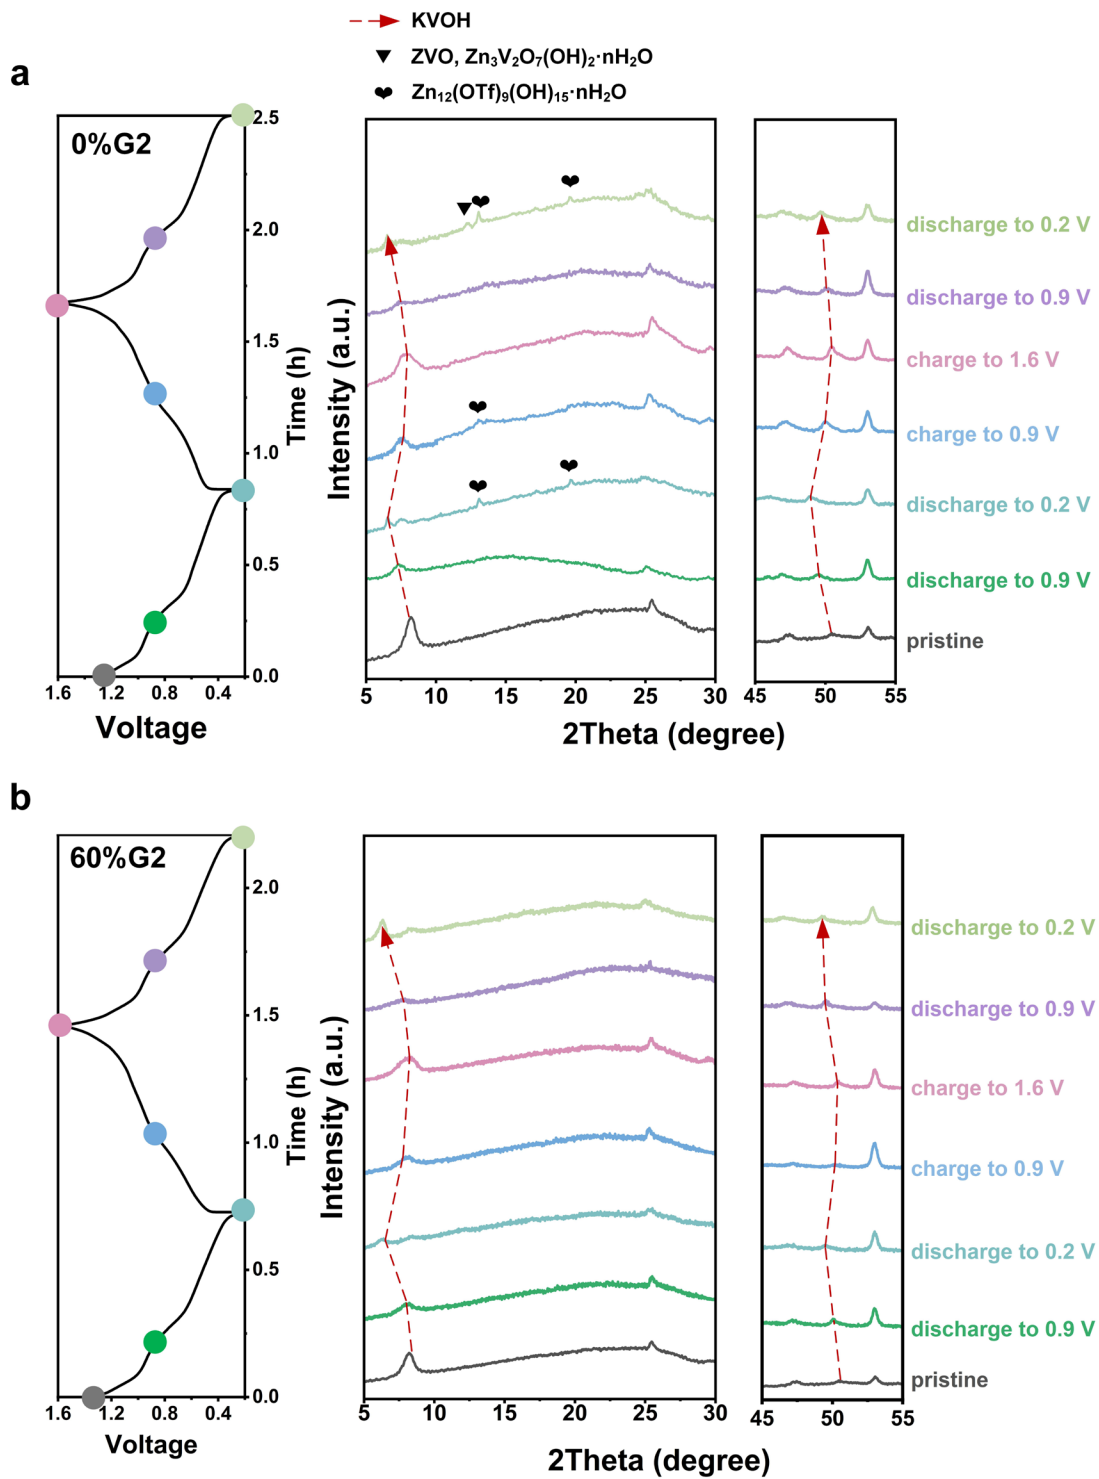 KVOH
ZVO, Zn₃V₂O₇(OH)₂·nH₂O
Zn₁₂(OTf)₉(OH)₁₅·nH₂O
a
0%G2
2.5
2.0
1.5
1.0
0.5
0.0
Time (h)
1.6 1.2 0.8 0.4
Voltage
Intensity (a.u.)
5 10 15 20 25 30
45 50 55
2Theta (degree)
discharge to 0.2 V
discharge to 0.9 V
charge to 1.6 V
charge to 0.9 V
discharge to 0.2 V
discharge to 0.9 V
pristine
b
60%G2
2.0
1.5
1.0
0.5
0.0
Time (h)
1.6 1.2 0.8 0.4
Voltage
Intensity (a.u.)
5 10 15 20 25 30
45 50 55
2Theta (degree)
discharge to 0.2 V
discharge to 0.9 V
charge to 1.6 V
charge to 0.9 V
discharge to 0.2 V
discharge to 0.9 V
pristine